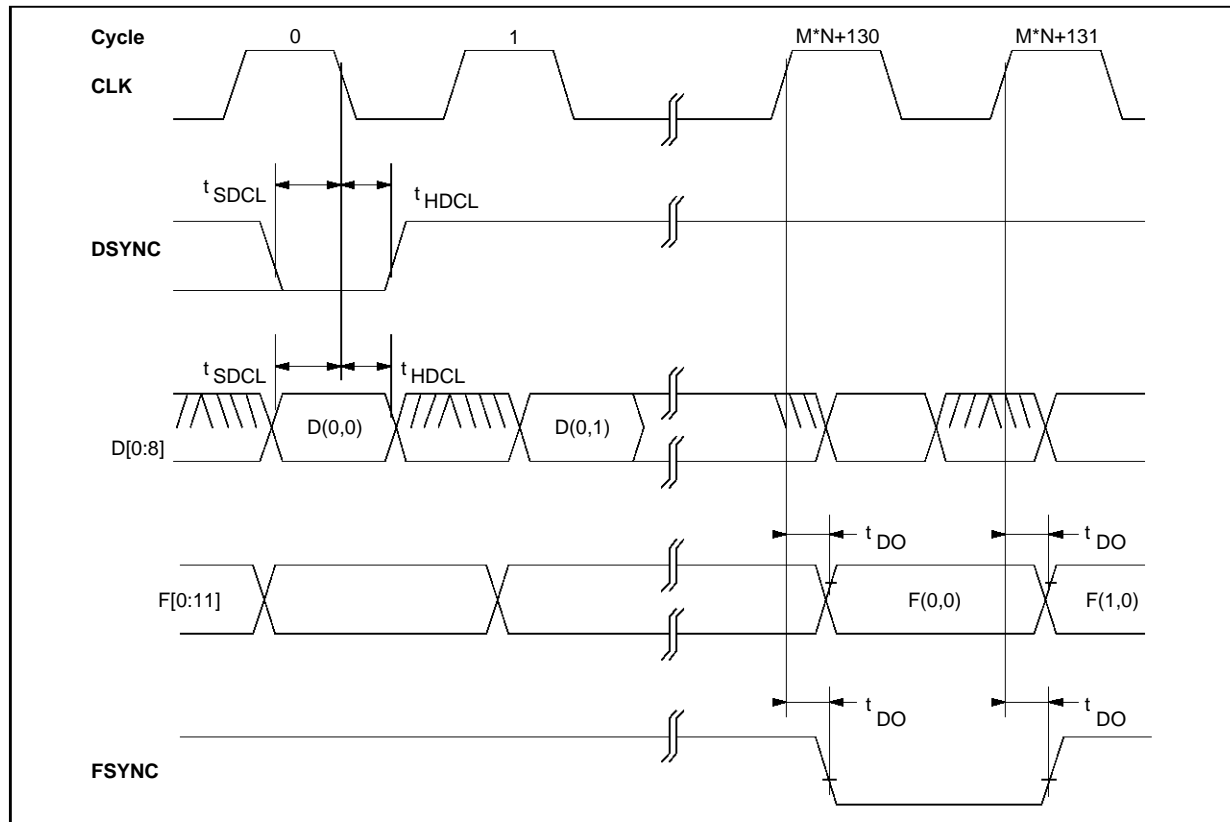 Cycle 0 1 M*N+130 M*N+131
CLK
t SDCL t HDCL
DSYNC
t SDCL t HDCL
D(0,0) D(0,1)
D[0:8]
t DO t DO
F[0:11] F(0,0) F(1,0)
t DO t DO
FSYNC